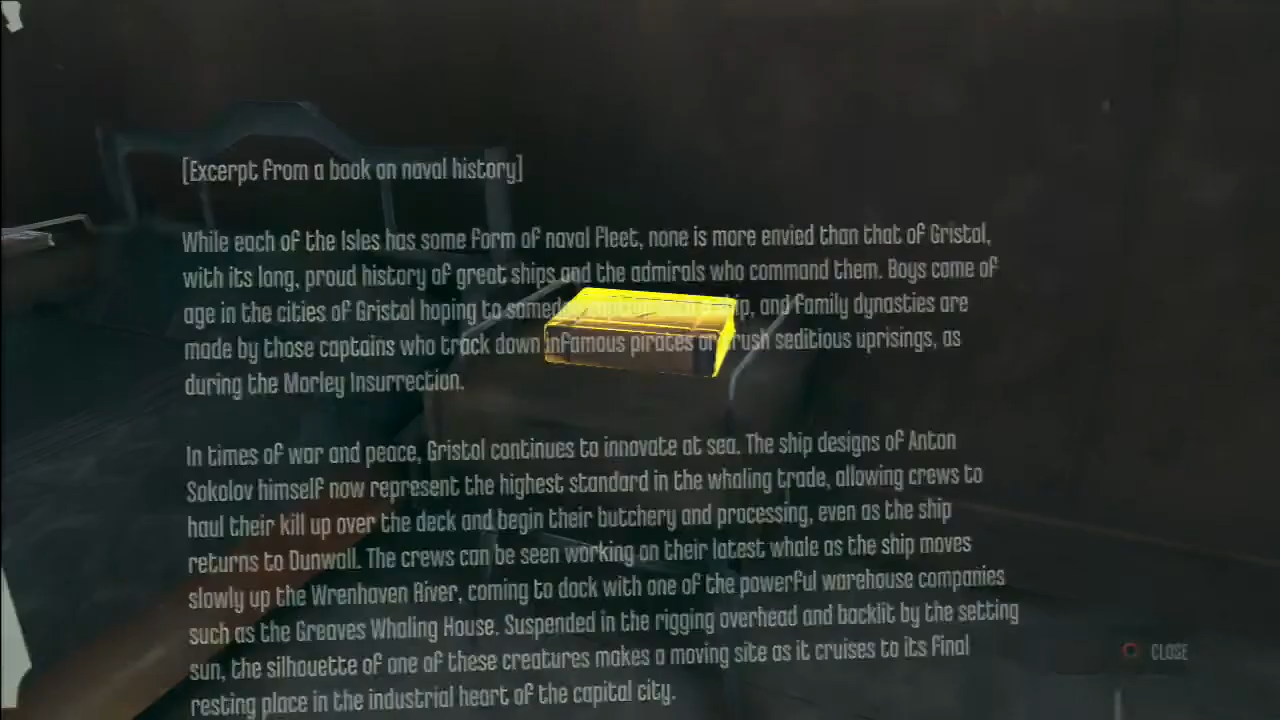 [Excerpt from a book on naval history]
While each of the Isles has some form of naval fleet, none is more envied than that of Gristol,
with its long, proud history of great ships and the admirals who command them. Boys come of
age in the cities of Gristol hoping to someday captain ship, and family dynasties are
made by those captains who track down infamous pirates or crush seditious uprisings, as
during the Morley Insurrection.
In times of war and peace, Gristol continues to innovate at sea. The ship designs of Anton
Sokolov himself now represent the highest standard in the whaling trade, allowing crews to
haul their kill up over the deck and begin their butchery and processing, even as the ship
returns to Dunwall. The crews can be seen working on their latest whale as the ship moves
slowly up the Wrenhaven River, coming to dock with one of the powerful warehouse companies
such as the Greaves Whaling House. Suspended in the rigging overhead and backlit by the setting
sun, the silhouette of one of these creatures makes a moving site as it cruises to its final
resting place in the industrial heart of the capital city.
CLOSE